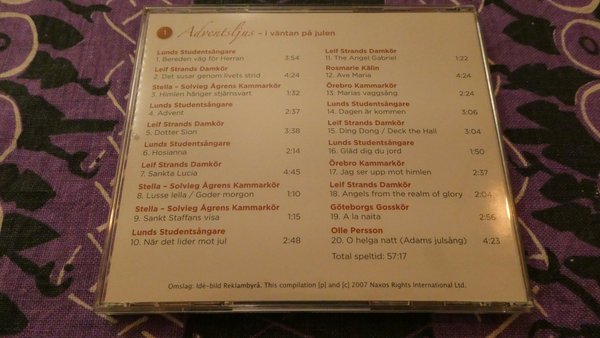 1 Adventsljus – i väntan på julen
Lunds Studentsångare
1. Bereden väg för Herran 3:54
Leif Strands Damkör
2. Det susar genom livets strid 4:24
Stella – Solvieg Ågrens Kammarkör
3. Himlen hänger stjärnsvart 1:32
Lunds Studentsångare
4. Advent 2:37
Leif Strands Damkör
5. Dotter Sion 3:38
Lunds Studentsångare
6. Hosianna 2:14
Leif Strands Damkör
7. Sankta Lucia 4:45
Stella – Solvieg Ågrens Kammarkör
8. Lusse lella / Goder morgon 1:10
Stella – Solvieg Ågrens Kammarkör
9. Sankt Staffans visa 1:15
Lunds Studentsångare
10. När det lider mot jul 2:48
Leif Strands Damkör
11. The Angel Gabriel 1:22
Rosmarie Kälin
12. Ave Maria 2:24
Örebro Kammarkör
13. Marias vaggsång 2:24
Lunds Studentsångare
14. Dagen är kommen 3:06
Leif Strands Damkör
15. Ding Dong / Deck the Hall 3:04
Lunds Studentsångare
16. Gläd dig du jord 1:50
Örebro Kammarkör
17. Jag ser upp mot himlen 3:37
Leif Strands Damkör
18. Angels from the realm of glory 2:04
Göteborgs Gosskör
19. A la naita 2:56
Olle Persson
20. O helga natt (Adams julsång) 4:23
Total speltid: 57:17
Omslag: Idé-bild Reklambyrå. This compilation [p] and [c] 2007 Naxos Rights International Ltd.